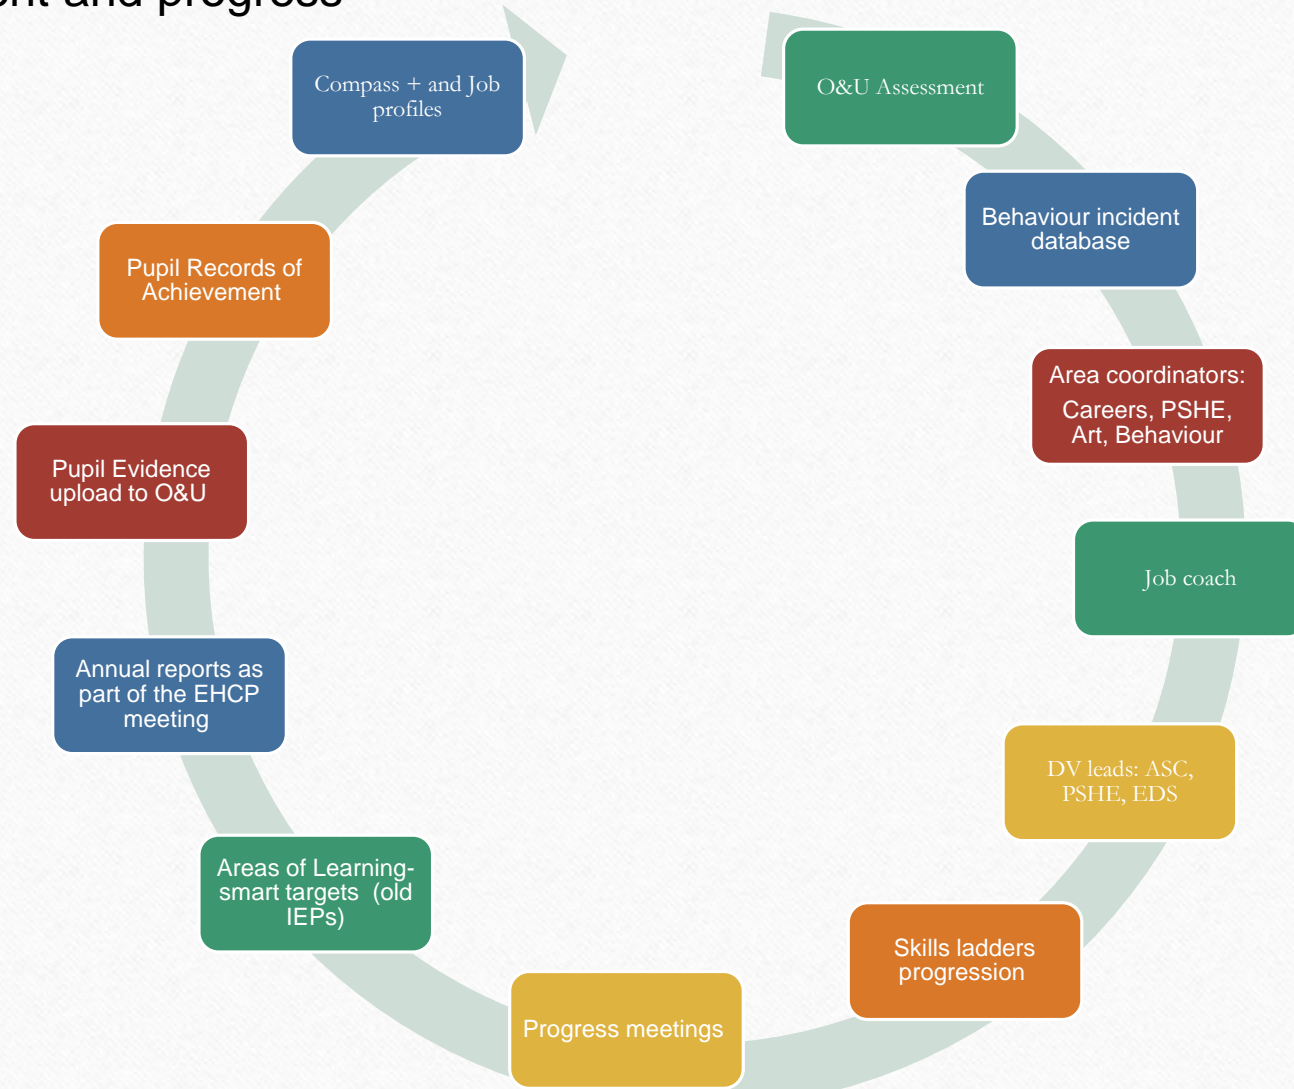 and progress
O&U Assessment
Behaviour incident
database
Area coordinators:
Careers, PSHE,
Art, Behaviour
Job coach
DV leads: ASC,
PSHE, EDS
Skills ladders
progression
Progress meetings
Areas of Learning-
smart targets  (old
IEPs)
Annual reports as
part of the EHCP
meeting
Pupil Evidence
upload to O&U
Pupil Records of
Achievement
Compass + and Job
profiles